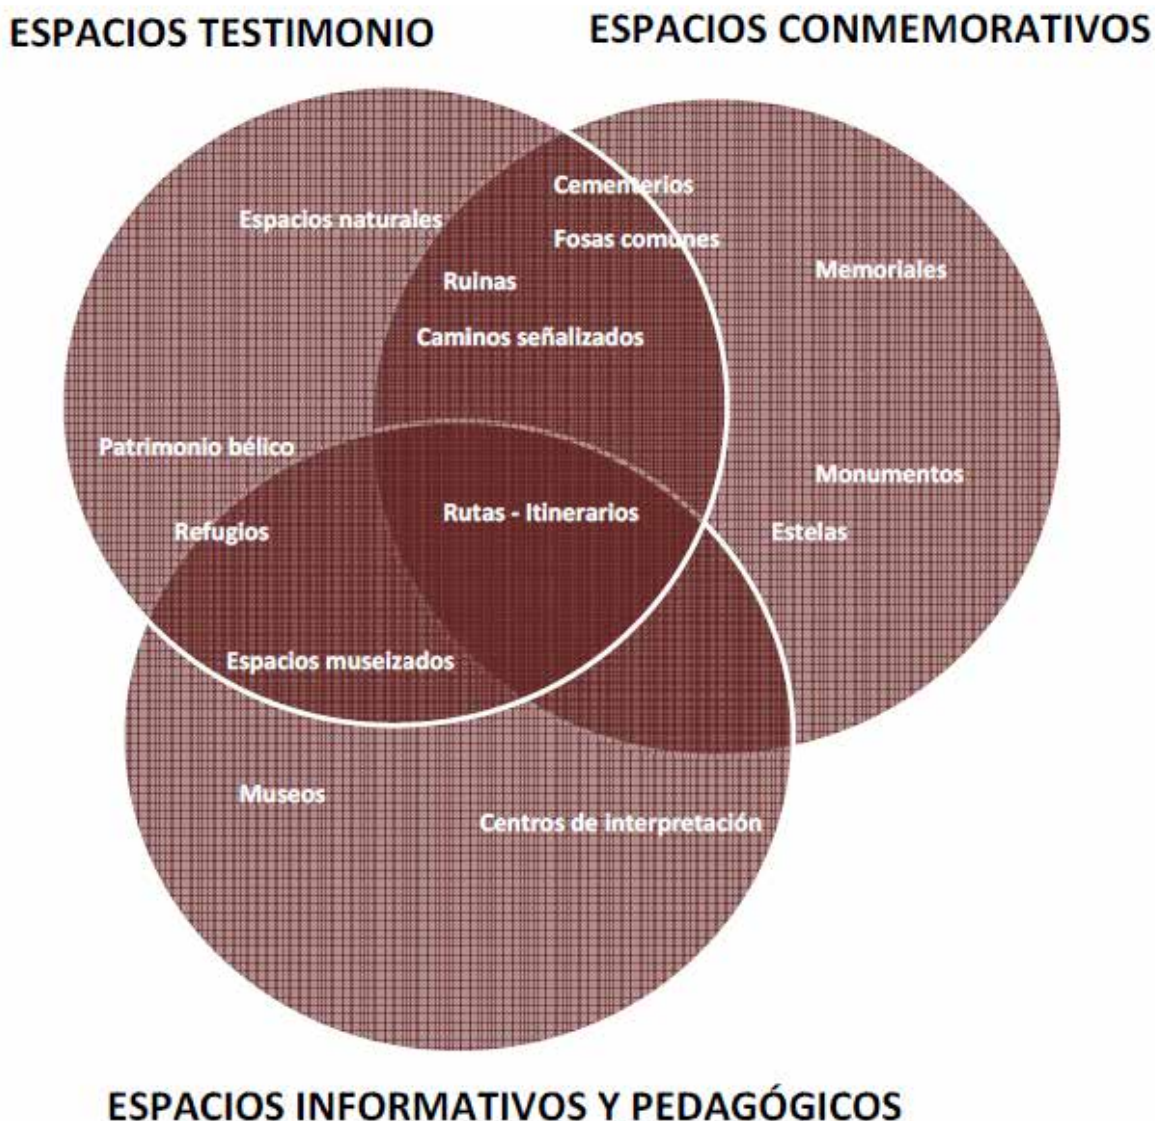 ESPACIOS TESTIMONIO
ESPACIOS CONMEMORATIVOS
Cementerios
Espacios naturales
Fosas comunes
Memoriales
Ruinas
Caminos señalizados
Patrimonio bélico
Monumentos
Rutas - Itinerarios
Refugios
Estelas
Espacios museizados
Museos
Centros de interpretación
ESPACIOS INFORMATIVOS Y PEDAGÓGICOS